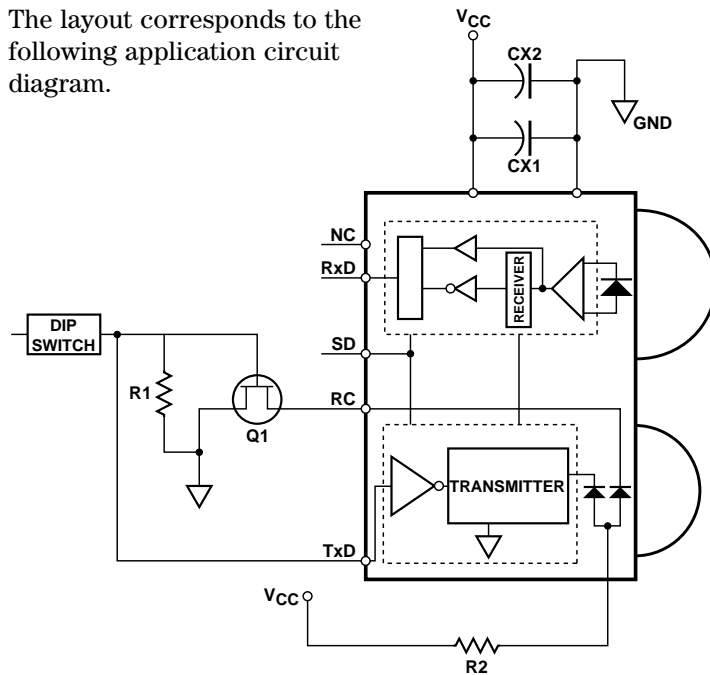 The layout corresponds to the
following application circuit
diagram.
VCC
CX2
CX1
GND
NC
RxD
RECEIVER
DIP
SWITCH
SD
R1
RC
Q1
TRANSMITTER
TxD
VCC
R2